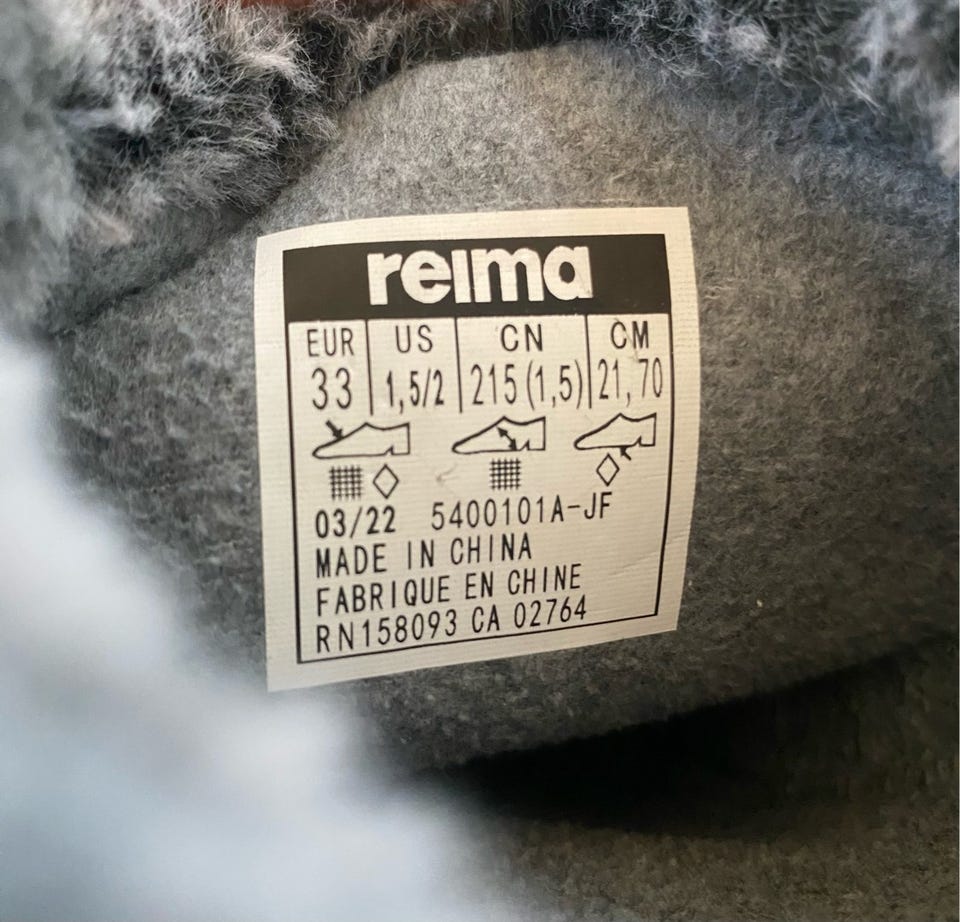 reima
EUR US CN CM
33 1,5/2 215 (1,5) 21,70
03/22 5400101A-JF
MADE IN CHINA
FABRIQUE EN CHINE
RN158093 CA 02764